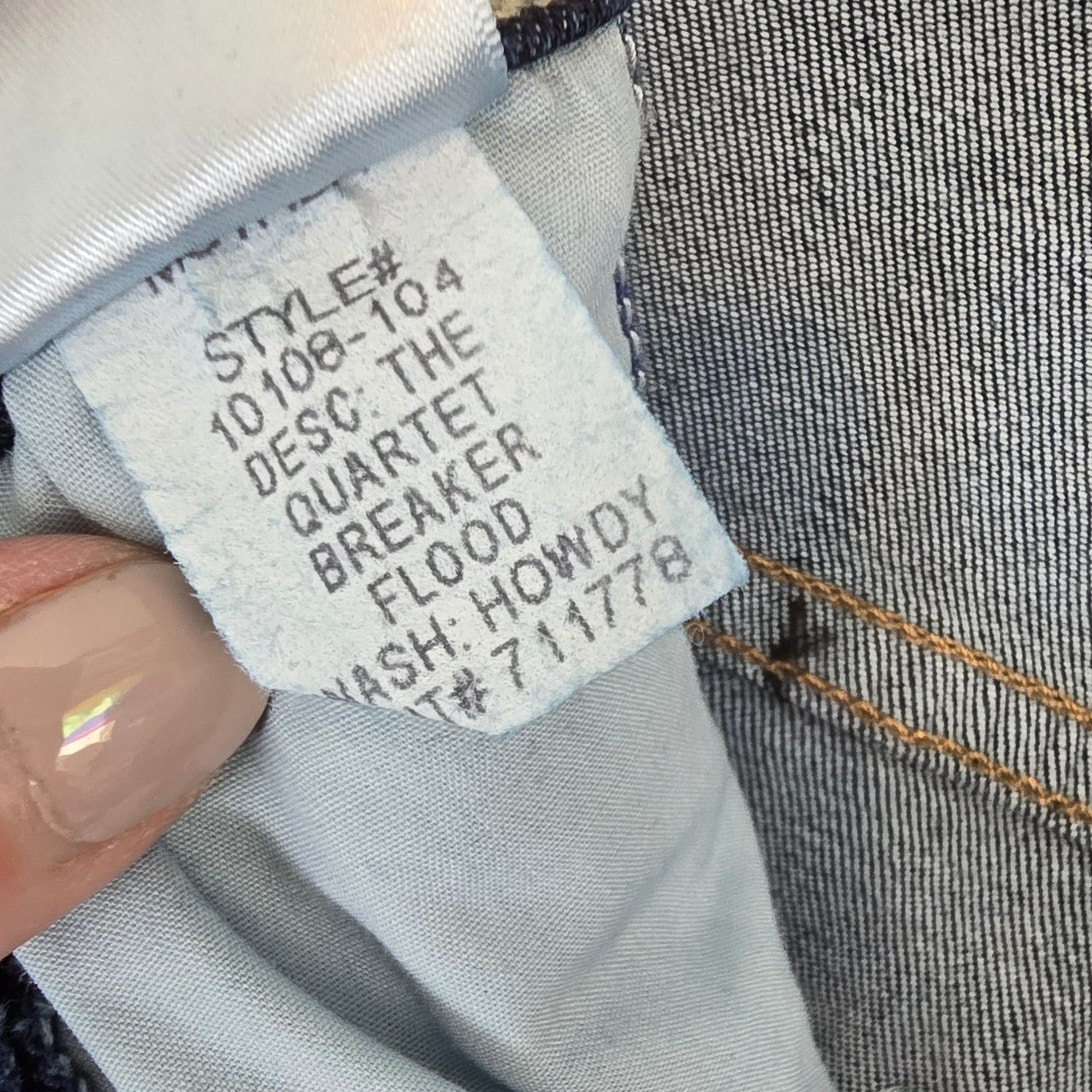 STYLE#
10108-104
DESC: THE
QUARTET
BREAKER
FLOOD
WASH: HOWDY
T# 711778